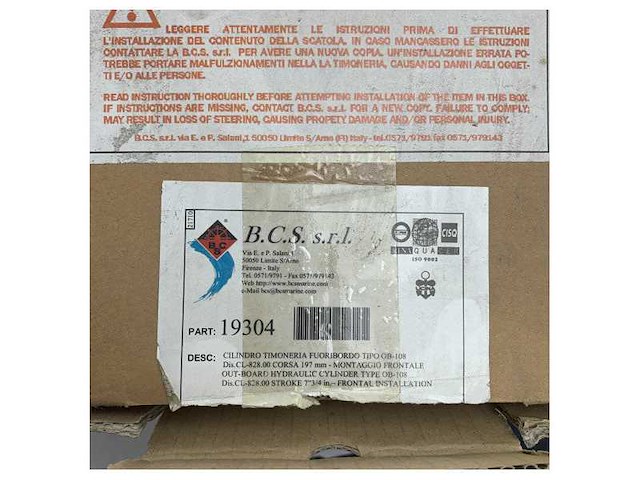 LEGGERE ATTENTAMENTE LE ISTRUZIONI PRIMA DI EFFETTUARE
L'INSTALLAZIONE DEL CONTENUTO DELLA SCATOLA. IN CASO MANCASSERO LE ISTRUZIONI
CONTATTARE LA B.C.S. s.r.l. PER AVERE UNA NUOVA COPIA. UN'INSTALLAZIONE ERRATA PO-
TREBBE PORTARE MALFUNZIONAMENTI NELLA LA TIMONERIA, CAUSANDO DANNI AGLI OGGET-
TI E/O ALLE PERSONE.
READ INSTRUCTION THOROUGHLY BEFORE ATTEMPTING INSTALLATION OF THE ITEM IN THIS BOX.
IF INSTRUCTIONS ARE MISSING, CONTACT B.C.S. s.r.l. FOR A NEW COPY. FAILURE TO COMPLY;
MAY RESULT IN LOSS OF STEERING, CAUSING PROPERTY DAMAGE AND/OR PERSONAL INJURY.
B.C.S. s.r.l. via E. e P. Salani,1 50050 Limite S/Arno (FI) Italy - tel.0571/9791 fax 0571/979143
B.C.S. s.r.l.
Via E. e P. Salani,1
50050 Limite S/Arno
Firenze - Italy
Tel. 0571/9791 - Fax 0571/979143
Web http://www.bcsmarine.com
e-Mail bcs@bcsmarine.com
B C S
CISQ
ISO 9002
PART: 19304
DESC: CILINDRO TIMONERIA FUORIBORDO TIPO OB-108
Dis.CL-828.00 CORSA 197 mm - MONTAGGIO FRONTALE
OUT-BOARD HYDRAULIC CYLINDER TYPE OB-108
Dis.CL-828.00 STROKE 7"3/4 in.- FRONTAL INSTALLATION